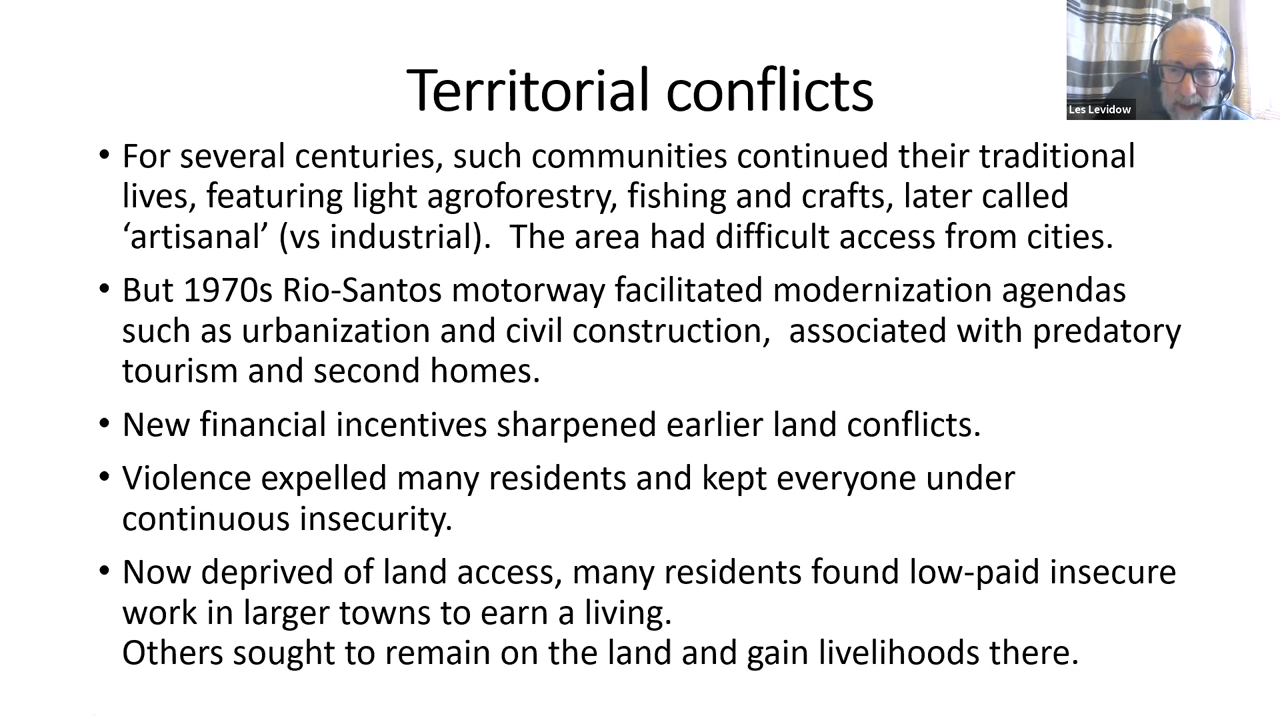 Territorial conflicts
Les Levidow
• For several centuries, such communities continued their traditional
lives, featuring light agroforestry, fishing and crafts, later called
‘artisanal’ (vs industrial).  The area had difficult access from cities.
• But 1970s Rio-Santos motorway facilitated modernization agendas
such as urbanization and civil construction,  associated with predatory
tourism and second homes.
• New financial incentives sharpened earlier land conflicts.
• Violence expelled many residents and kept everyone under
continuous insecurity.
• Now deprived of land access, many residents found low-paid insecure
work in larger towns to earn a living.
Others sought to remain on the land and gain livelihoods there.